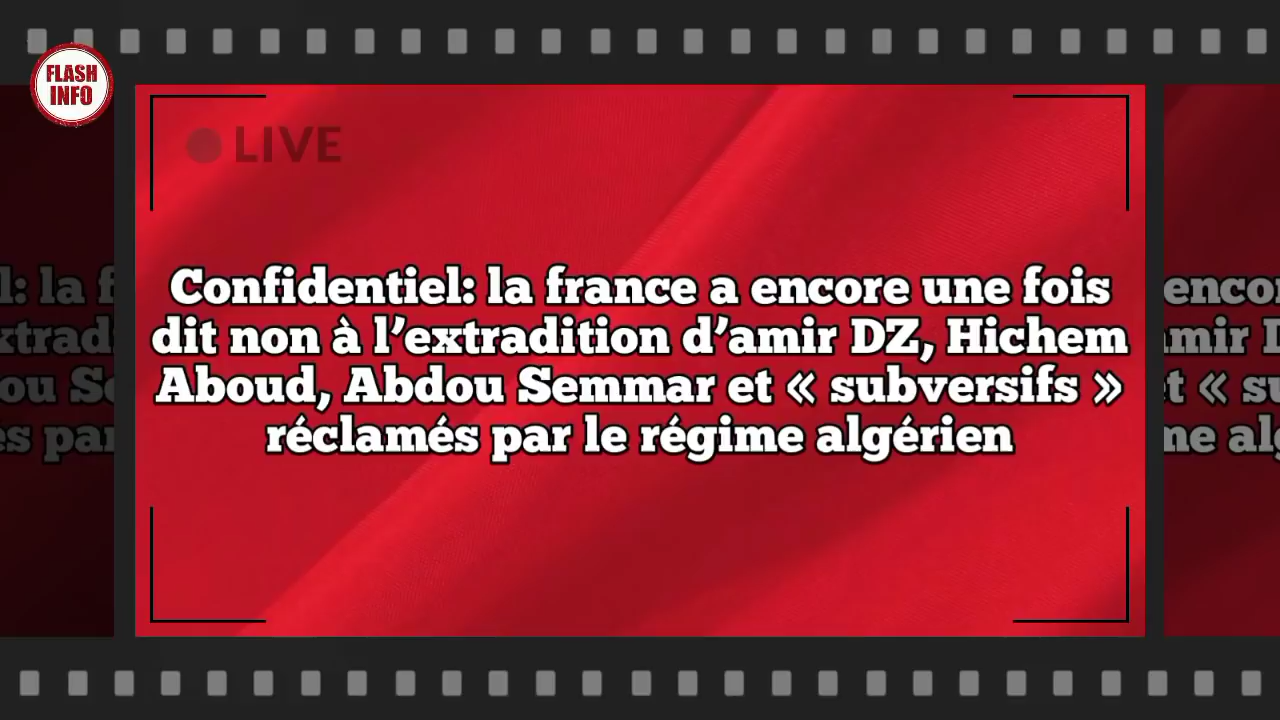 FLASH
INFO
LIVE
Confidentiel: la france a encore une fois
dit non à l’extradition d’amir DZ, Hichem
Aboud, Abdou Semmar et « subversifs »
réclamés par le régime algérien